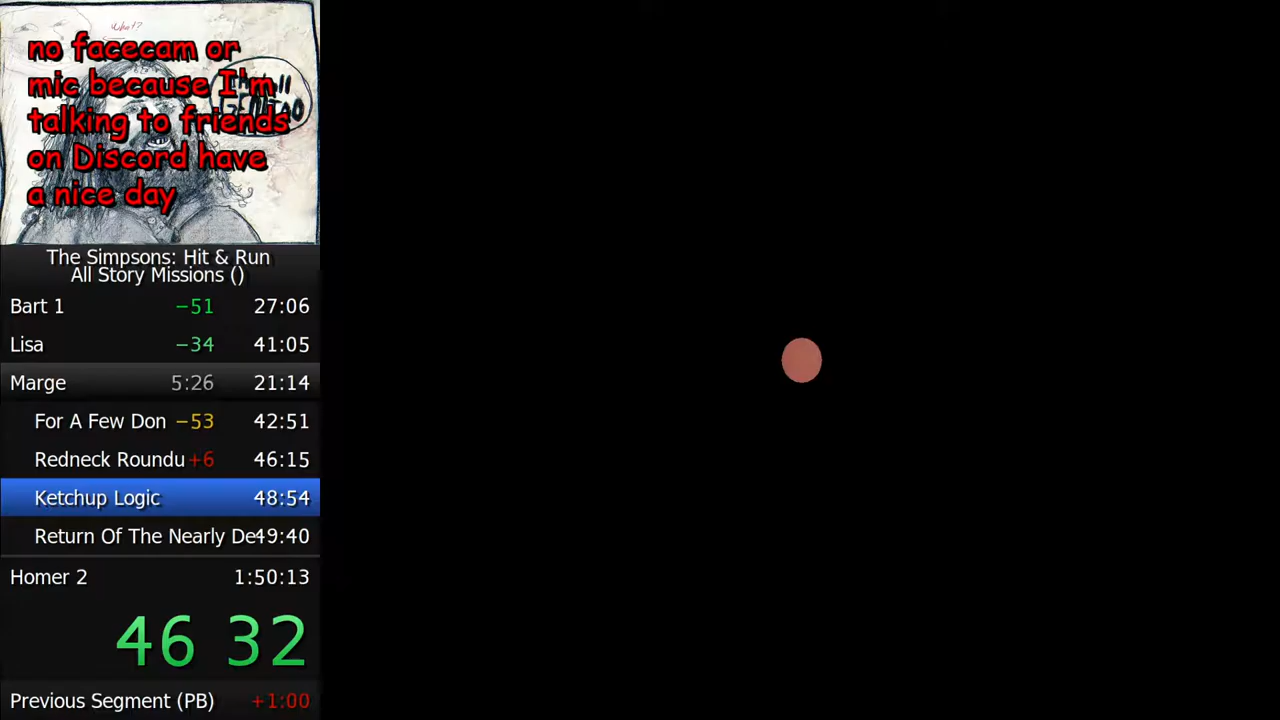 What?
no facecam or
mic because I'm
talking to friends
on Discord have
a nice day
The Simpsons: Hit & Run
All Story Missions ()
Bart 1 −51 27:06
Lisa −34 41:05
Marge 5:26 21:14
For A Few Don −53 42:51
Redneck Roundu +6 46:15
Ketchup Logic 48:54
Return Of The Nearly De 49:40
Homer 2 1:50:13
46 32
Previous Segment (PB) +1:00